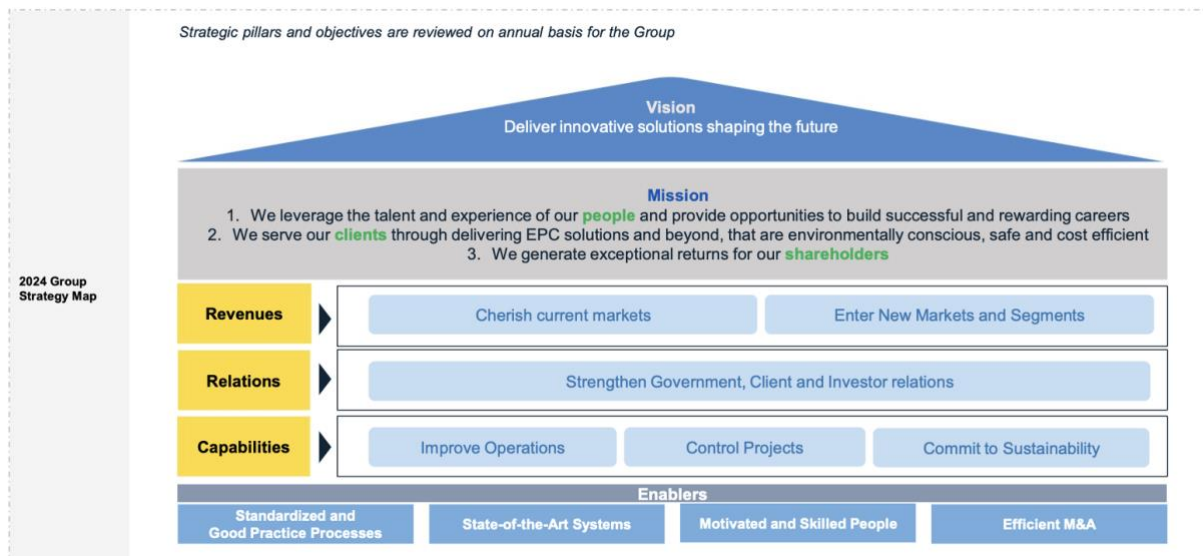 Strategic pillars and objectives are reviewed on annual basis for the Group
Vision
Deliver innovative solutions shaping the future
Mission
1. We leverage the talent and experience of our people and provide opportunities to build successful and rewarding careers
2. We serve our clients through delivering EPC solutions and beyond, that are environmentally conscious, safe and cost efficient
3. We generate exceptional returns for our shareholders
2024 Group
Strategy Map
Revenues
Cherish current markets
Enter New Markets and Segments
Relations
Strengthen Government, Client and Investor relations
Capabilities
Improve Operations
Control Projects
Commit to Sustainability
Enablers
Standardized and
Good Practice Processes
State-of-the-Art Systems
Motivated and Skilled People
Efficient M&A